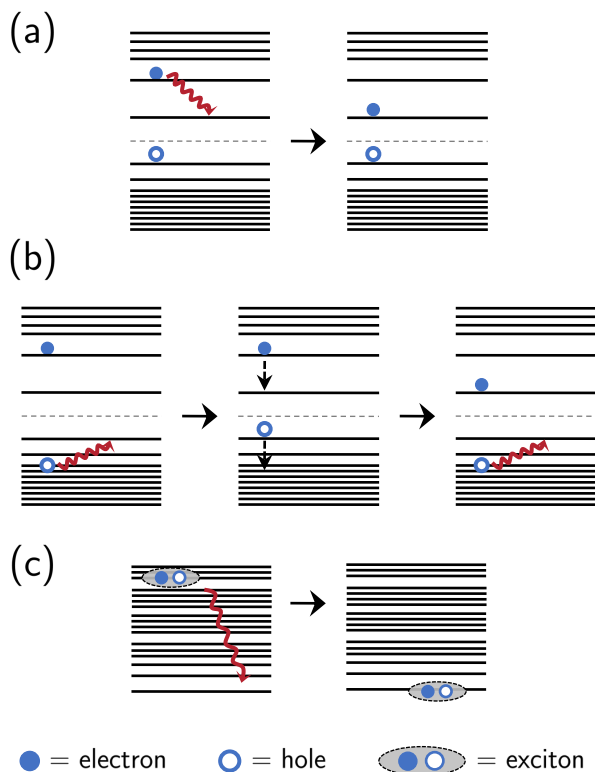 (a)
(b)
(c)
= electron = hole = exciton